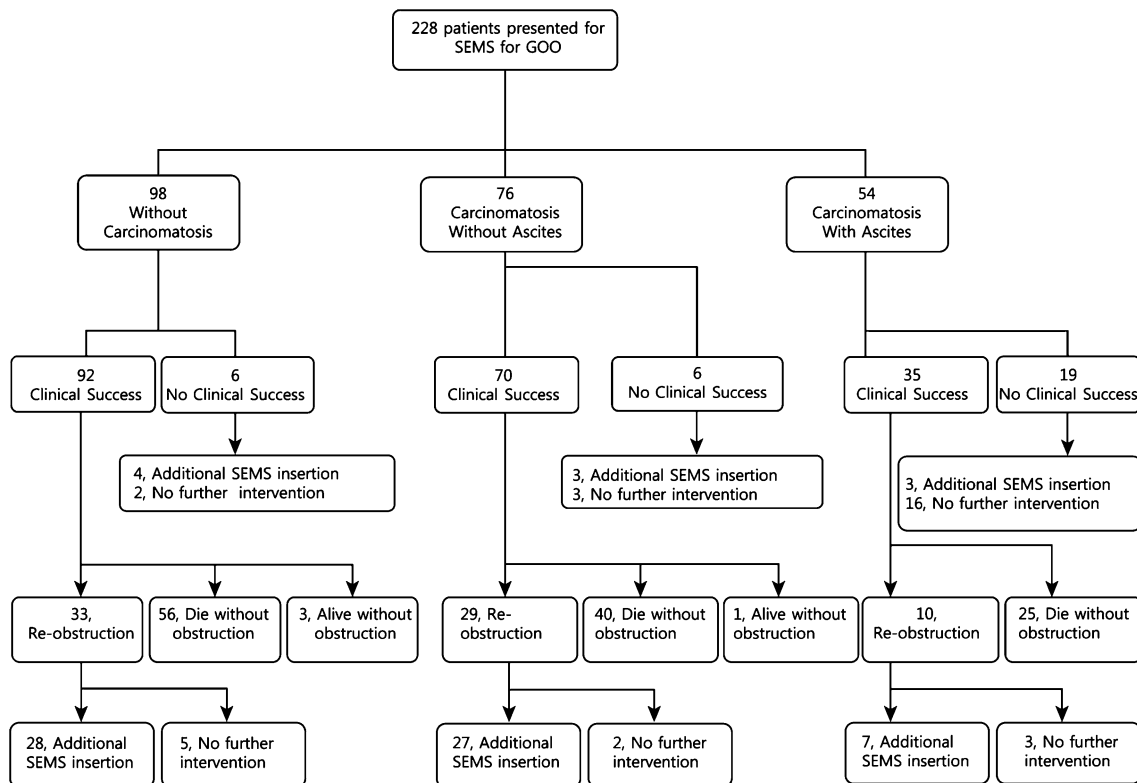 228 patients presented for
SEMS for GOO
98
Without
Carcinomatosis
76
Carcinomatosis
Without Ascites
54
Carcinomatosis
With Ascites
92
Clinical Success
6
No Clinical Success
70
Clinical Success
6
No Clinical Success
35
Clinical Success
19
No Clinical Success
4, Additional SEMS insertion
2, No further intervention
3, Additional SEMS insertion
3, No further intervention
3, Additional SEMS insertion
16, No further intervention
33,
Re-obstruction
56, Die without
obstruction
3, Alive without
obstruction
29, Re-
obstruction
40, Die without
obstruction
1, Alive without
obstruction
10,
Re-obstruction
25, Die without
obstruction
28, Additional
SEMS insertion
5, No further
intervention
27, Additional
SEMS insertion
2, No further
intervention
7, Additional
SEMS insertion
3, No further
intervention